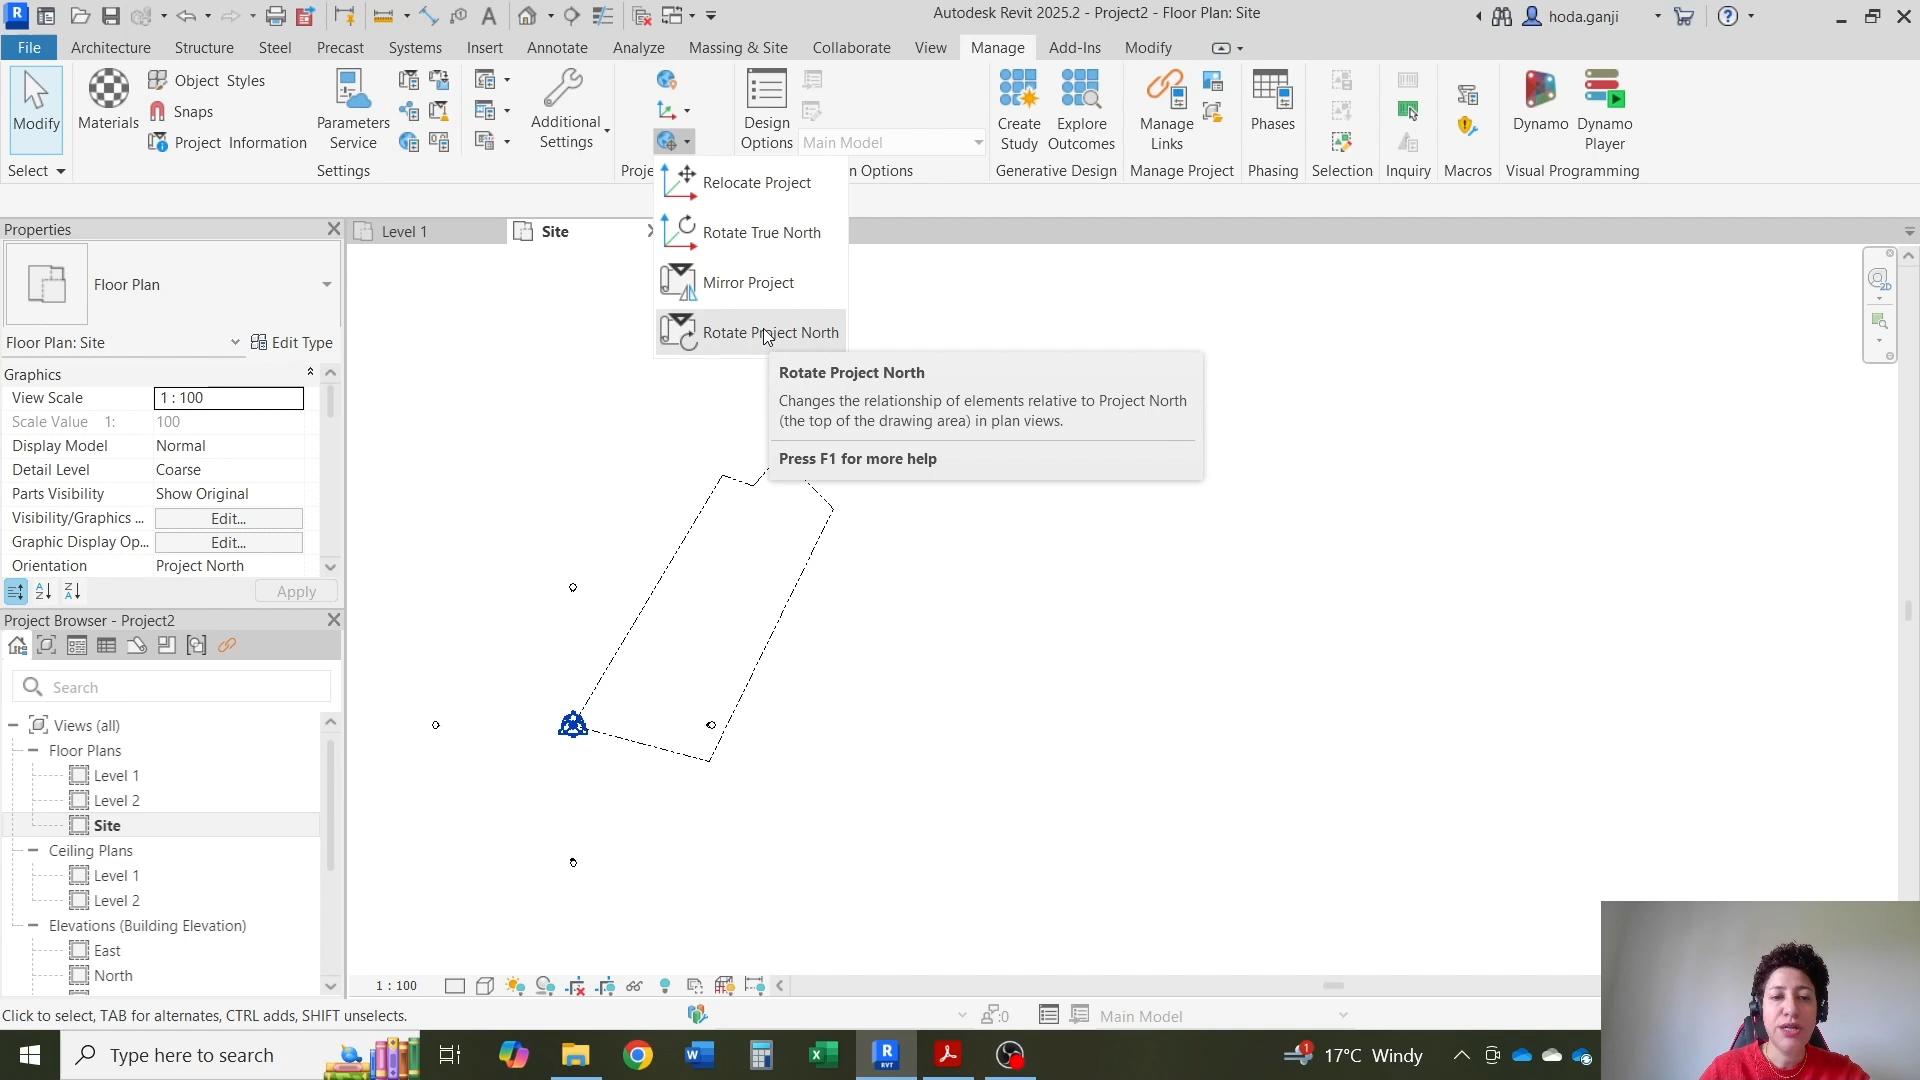 Autodesk Revit 2025.2 - Project2 - Floor Plan: Site
hoda.ganji
File
Architecture
Structure
Steel
Precast
Systems
Insert
Annotate
Analyze
Massing & Site
Collaborate
View
Manage
Add-Ins
Modify
Modify
Select
Materials
Object Styles
Snaps
Project Information
Parameters
Service
Settings
Additional
Settings
Proje
Design
Options
Main Model
n Options
Create
Study
Explore
Outcomes
Generative Design
Manage
Links
Manage Project
Phases
Phasing
Selection
Inquiry
Macros
Dynamo
Dynamo
Player
Visual Programming
Relocate Project
Rotate True North
Mirror Project
Rotate Project North
Rotate Project North
Changes the relationship of elements relative to Project North
(the top of the drawing area) in plan views.
Press F1 for more help
Properties
Level 1
Site
Floor Plan
Floor Plan: Site
Edit Type
Graphics
View Scale 1 : 100
Scale Value 1: 100
Display Model Normal
Detail Level Coarse
Parts Visibility Show Original
Visibility/Graphics ... Edit...
Graphic Display Op... Edit...
Orientation Project North
Apply
Project Browser - Project2
Search
Views (all)
Floor Plans
Level 1
Level 2
Site
Ceiling Plans
Level 1
Level 2
Elevations (Building Elevation)
East
North
2D
1 : 100
Click to select, TAB for alternates, CTRL adds, SHIFT unselects.
:0
Main Model
Type here to search
17°C Windy